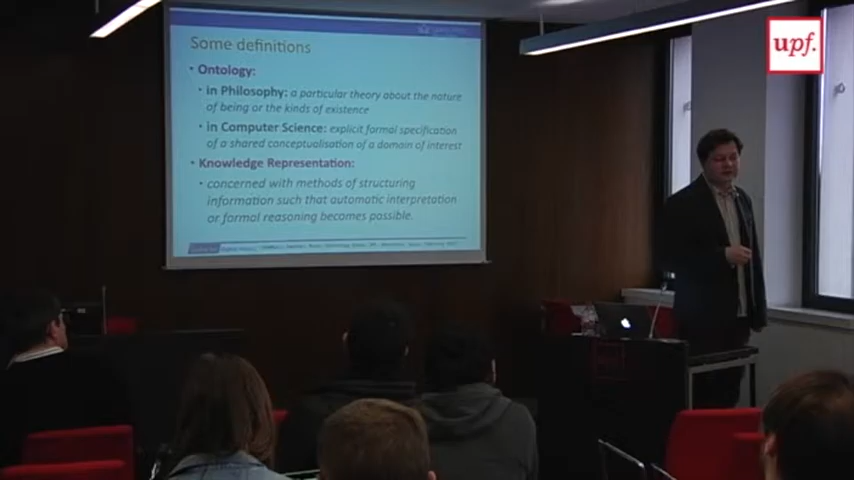 Some definitions
• Ontology:
• in Philosophy: a particular theory about the nature
of being or the kinds of existence
• in Computer Science: explicit formal specification
of a shared conceptualisation of a domain of interest
• Knowledge Representation:
• concerned with methods of structuring
information such that automatic interpretation
or formal reasoning becomes possible.
upf.